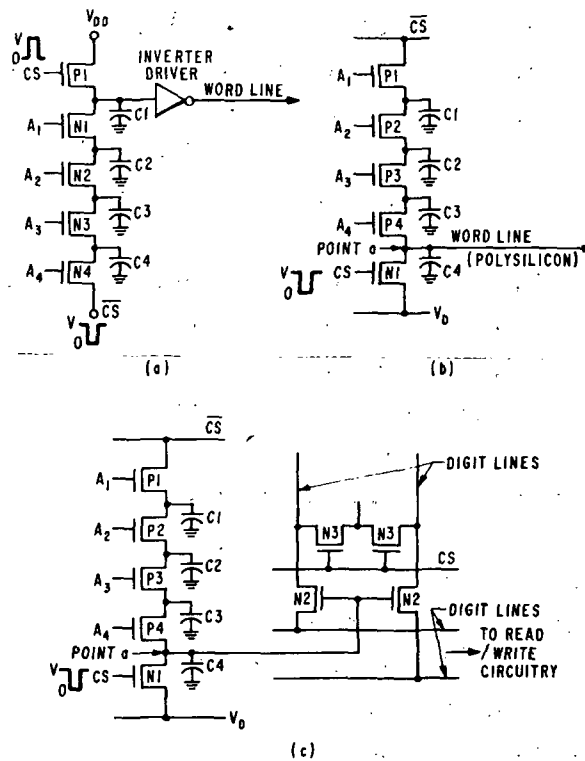 V_DD
V
0
CS
P1
INVERTER
DRIVER
WORD LINE
C1
A₁
N1
A₂
N2
C2
A₃
N3
C3
A₄
N4
C4
C̅S̅
V
0
(a)
C̅S̅
A₁
P1
C1
A₂
P2
C2
A₃
P3
C3
A₄
P4
POINT a
WORD LINE
(POLYSILICON)
V
0
CS
N1
C4
V_D
(b)
C̅S̅
A₁
P1
C1
A₂
P2
C2
A₃
P3
C3
A₄
P4
POINT a
C4
V
0
CS
N1
V_D
DIGIT LINES
N3
N3
CS
N2
N2
DIGIT LINES
TO READ
/WRITE
CIRCUITRY
(c)